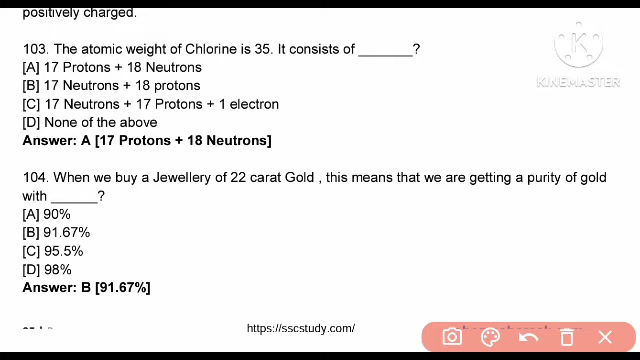 positively charged.
103. The atomic weight of Chlorine is 35. It consists of ________?
[A] 17 Protons + 18 Neutrons
[B] 17 Neutrons + 18 protons
[C] 17 Neutrons + 17 Protons + 1 electron
[D] None of the above
Answer: A [17 Protons + 18 Neutrons]
104. When we buy a Jewellery of 22 carat Gold , this means that we are getting a purity of gold
with _______?
[A] 90%
[B] 91.67%
[C] 95.5%
[D] 98%
Answer: B [91.67%]
https://sscstudy.com/
K
KINEMASTER